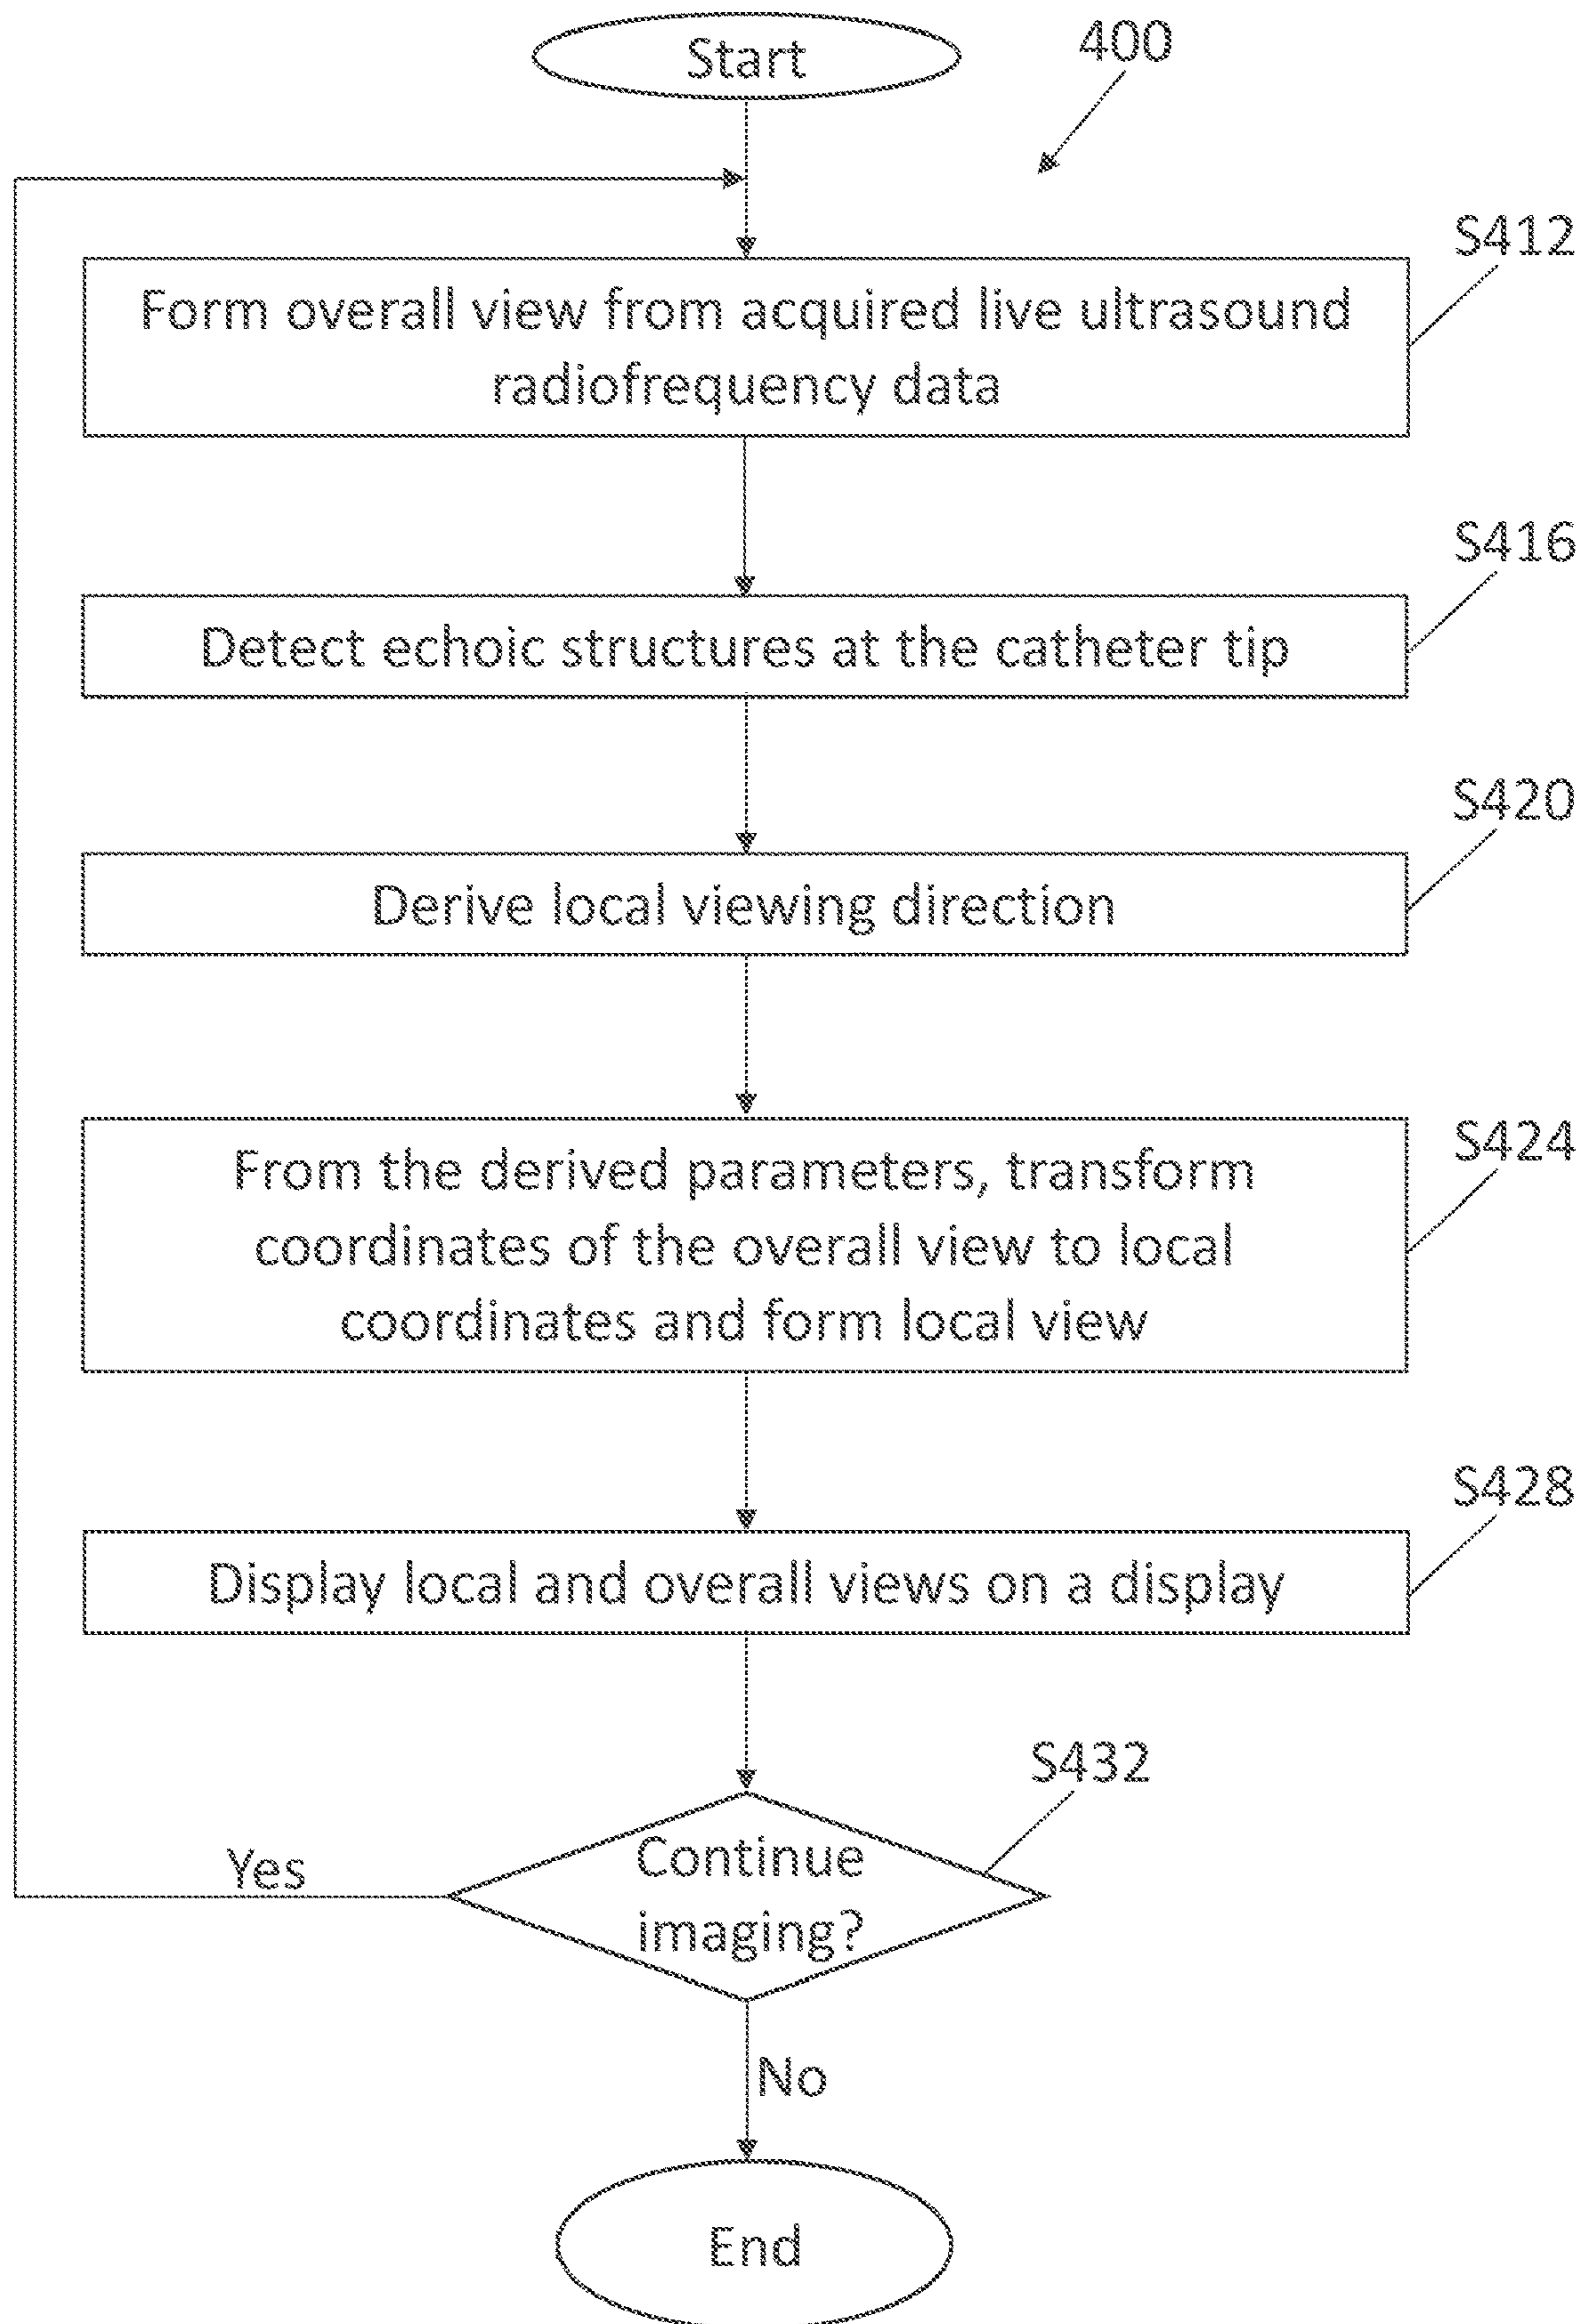 Start
400
S412
Form overall view from acquired live ultrasound
radiofrequency data
S416
Detect echoic structures at the catheter tip
S420
Derive local viewing direction
S424
From the derived parameters, transform
coordinates of the overall view to local
coordinates and form local view
S428
Display local and overall views on a display
S432
Continue
imaging?
Yes
No
End